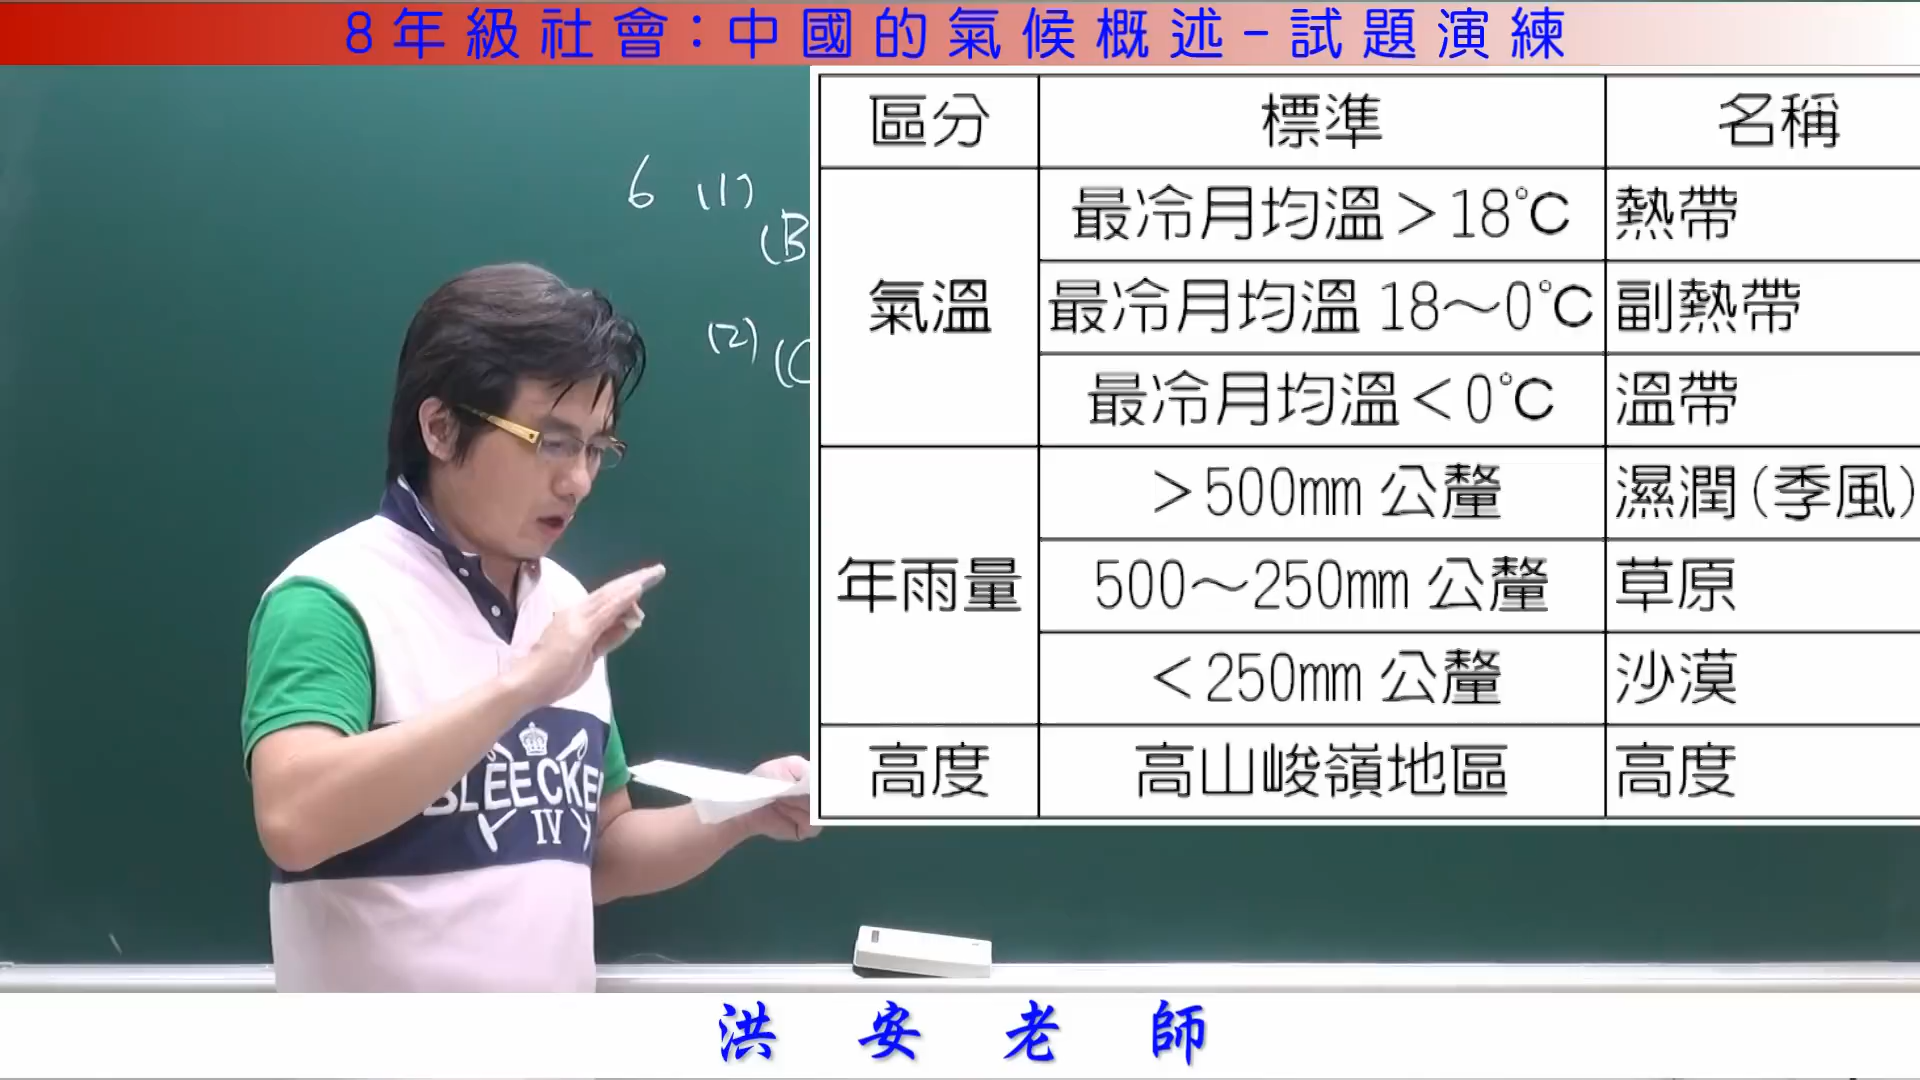 8年級社會:中國的氣候概述-試題演練
區分 標準 名稱
氣溫 最冷月均溫>18℃ 熱帶
最冷月均溫 18~0℃ 副熱帶
最冷月均溫<0℃ 溫帶
年雨量 >500mm 公釐 濕潤(季風)
500~250mm 公釐 草原
<250mm 公釐 沙漠
高度 高山峻嶺地區 高度
6 (1)
(B
(2) (C
BLEECKE
IV
洪安老師